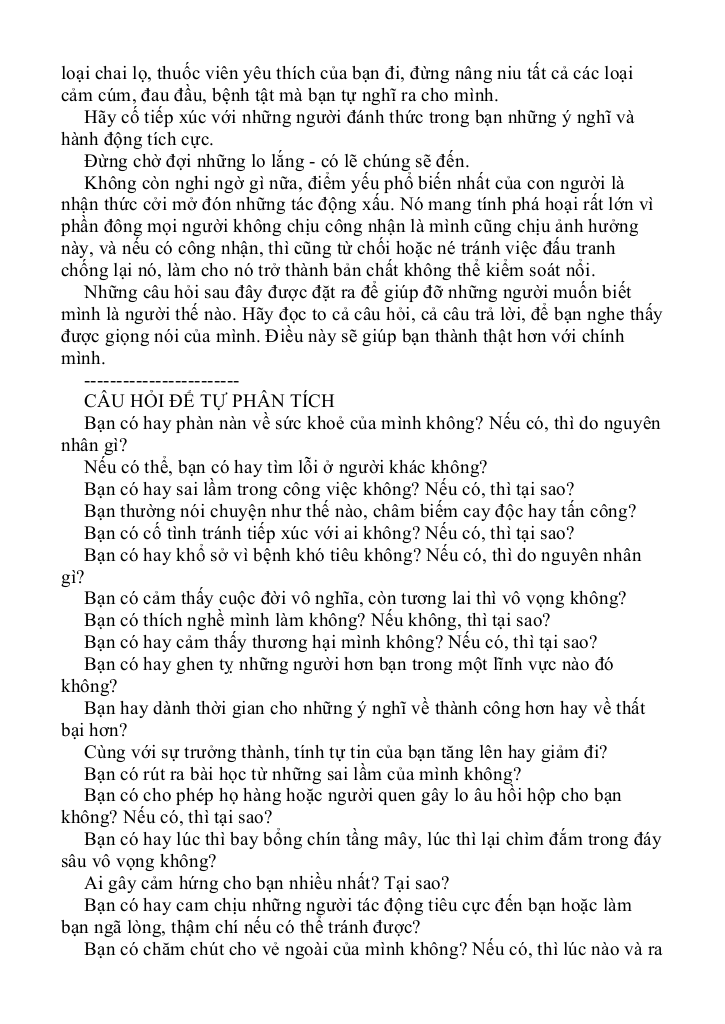 loại chai lọ, thuốc viên yêu thích của bạn đi, đừng nâng niu tất cả các loại
cảm cúm, đau đầu, bệnh tật mà bạn tự nghĩ ra cho mình.
Hãy cố tiếp xúc với những người đánh thức trong bạn những ý nghĩ và
hành động tích cực.
Đừng chờ đợi những lo lắng - có lẽ chúng sẽ đến.
Không còn nghi ngờ gì nữa, điểm yếu phổ biến nhất của con người là
nhận thức cởi mở đón những tác động xấu. Nó mang tính phá hoại rất lớn vì
phần đông mọi người không chịu công nhận là mình cũng chịu ảnh hưởng
này, và nếu có công nhận, thì cũng từ chối hoặc né tránh việc đấu tranh
chống lại nó, làm cho nó trở thành bản chất không thể kiểm soát nổi.
Những câu hỏi sau đây được đặt ra để giúp đỡ những người muốn biết
mình là người thế nào. Hãy đọc to cả câu hỏi, cả câu trả lời, để bạn nghe thấy
được giọng nói của mình. Điều này sẽ giúp bạn thành thật hơn với chính
mình.
------------------------
CÂU HỎI ĐỂ TỰ PHÂN TÍCH
Bạn có hay phàn nàn về sức khoẻ của mình không? Nếu có, thì do nguyên
nhân gì?
Nếu có thể, bạn có hay tìm lỗi ở người khác không?
Bạn có hay sai lầm trong công việc không? Nếu có, thì tại sao?
Bạn thường nói chuyện như thế nào, châm biếm cay độc hay tấn công?
Bạn có cố tình tránh tiếp xúc với ai không? Nếu có, thì tại sao?
Bạn có hay khổ sở vì bệnh khó tiêu không? Nếu có, thì do nguyên nhân
gì?
Bạn có cảm thấy cuộc đời vô nghĩa, còn tương lai thì vô vọng không?
Bạn có thích nghề mình làm không? Nếu không, thì tại sao?
Bạn có hay cảm thấy thương hại mình không? Nếu có, thì tại sao?
Bạn có hay ghen tỵ những người hơn bạn trong một lĩnh vực nào đó
không?
Bạn hay dành thời gian cho những ý nghĩ về thành công hơn hay về thất
bại hơn?
Cùng với sự trưởng thành, tính tự tin của bạn tăng lên hay giảm đi?
Bạn có rút ra bài học từ những sai lầm của mình không?
Bạn có cho phép họ hàng hoặc người quen gây lo âu hồi hộp cho bạn
không? Nếu có, thì tại sao?
Bạn có hay lúc thì bay bổng chín tầng mây, lúc thì lại chìm đắm trong đáy
sâu vô vọng không?
Ai gây cảm hứng cho bạn nhiều nhất? Tại sao?
Bạn có hay cam chịu những người tác động tiêu cực đến bạn hoặc làm
bạn ngã lòng, thậm chí nếu có thể tránh được?
Bạn có chăm chút cho vẻ ngoài của mình không? Nếu có, thì lúc nào và ra